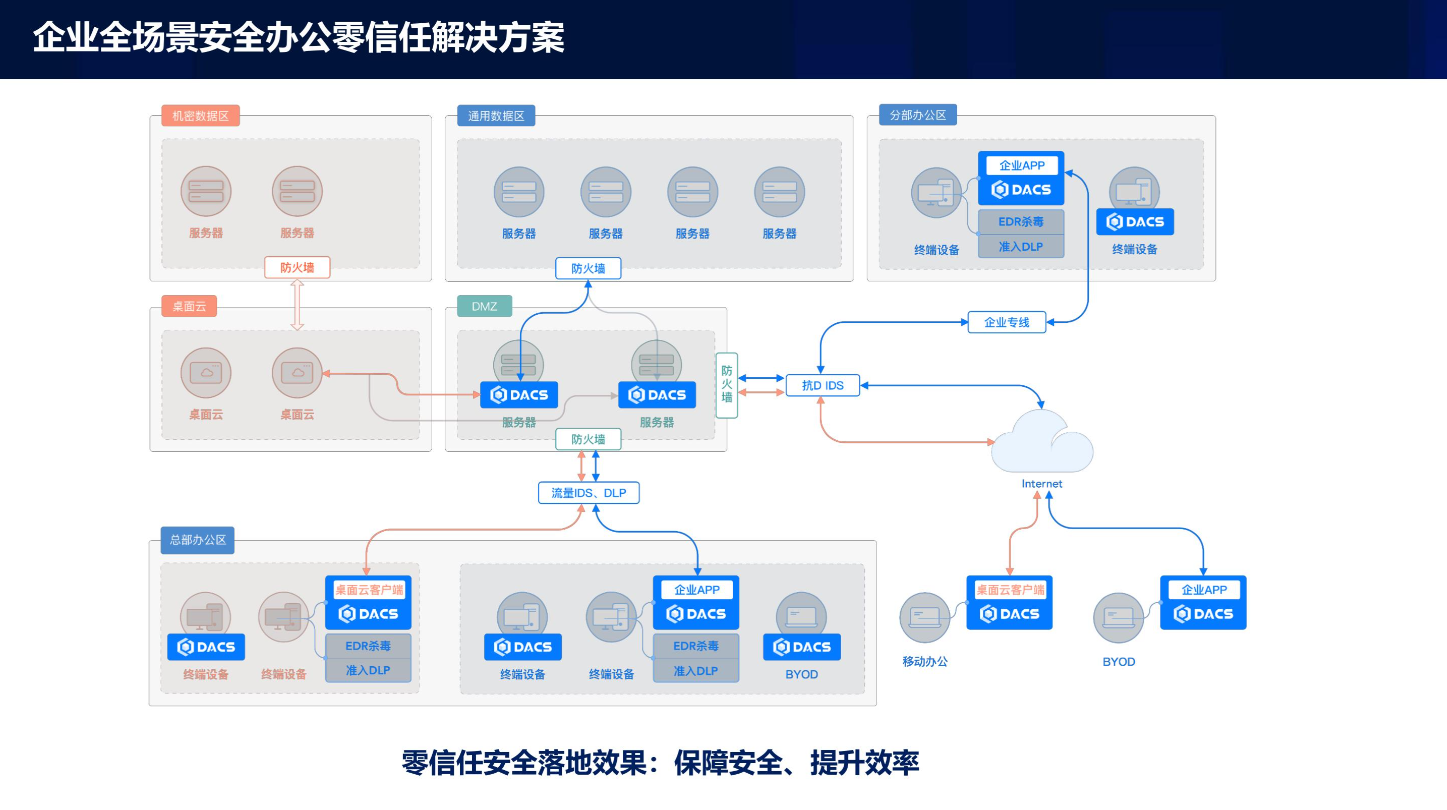 企业全场景安全办公零信任解决方案
机密数据区
服务器
服务器
防火墙
通用数据区
服务器
服务器
服务器
服务器
防火墙
分部办公区
终端设备
企业APP
DACS
EDR杀毒
准入DLP
DACS
终端设备
桌面云
桌面云
桌面云
DMZ
DACS
服务器
DACS
服务器
防火墙
防火墙
抗D IDS
企业专线
Internet
流量IDS、DLP
总部办公区
DACS
终端设备
终端设备
桌面云客户端
DACS
EDR杀毒
准入DLP
DACS
终端设备
终端设备
企业APP
DACS
EDR杀毒
准入DLP
DACS
BYOD
移动办公
桌面云客户端
DACS
BYOD
企业APP
DACS
零信任安全落地效果：保障安全、提升效率